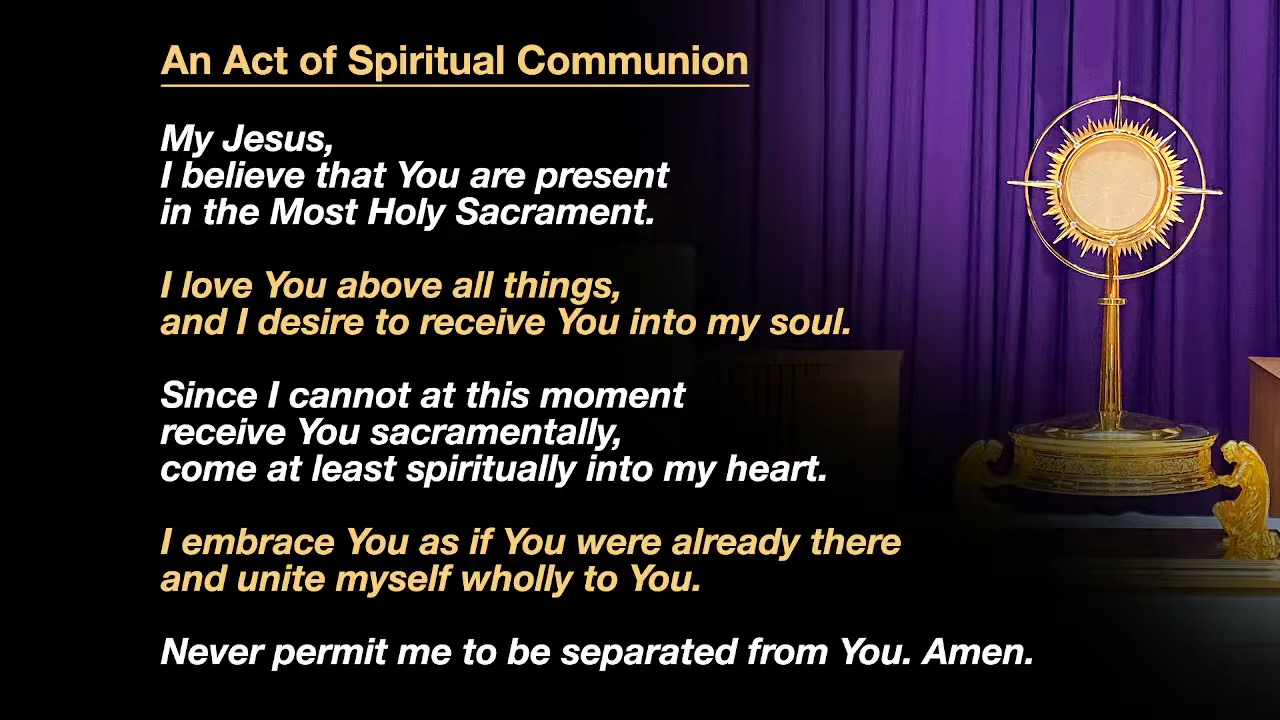 An Act of Spiritual Communion
My Jesus,
I believe that You are present
in the Most Holy Sacrament.
I love You above all things,
and I desire to receive You into my soul.
Since I cannot at this moment
receive You sacramentally,
come at least spiritually into my heart.
I embrace You as if You were already there
and unite myself wholly to You.
Never permit me to be separated from You. Amen.